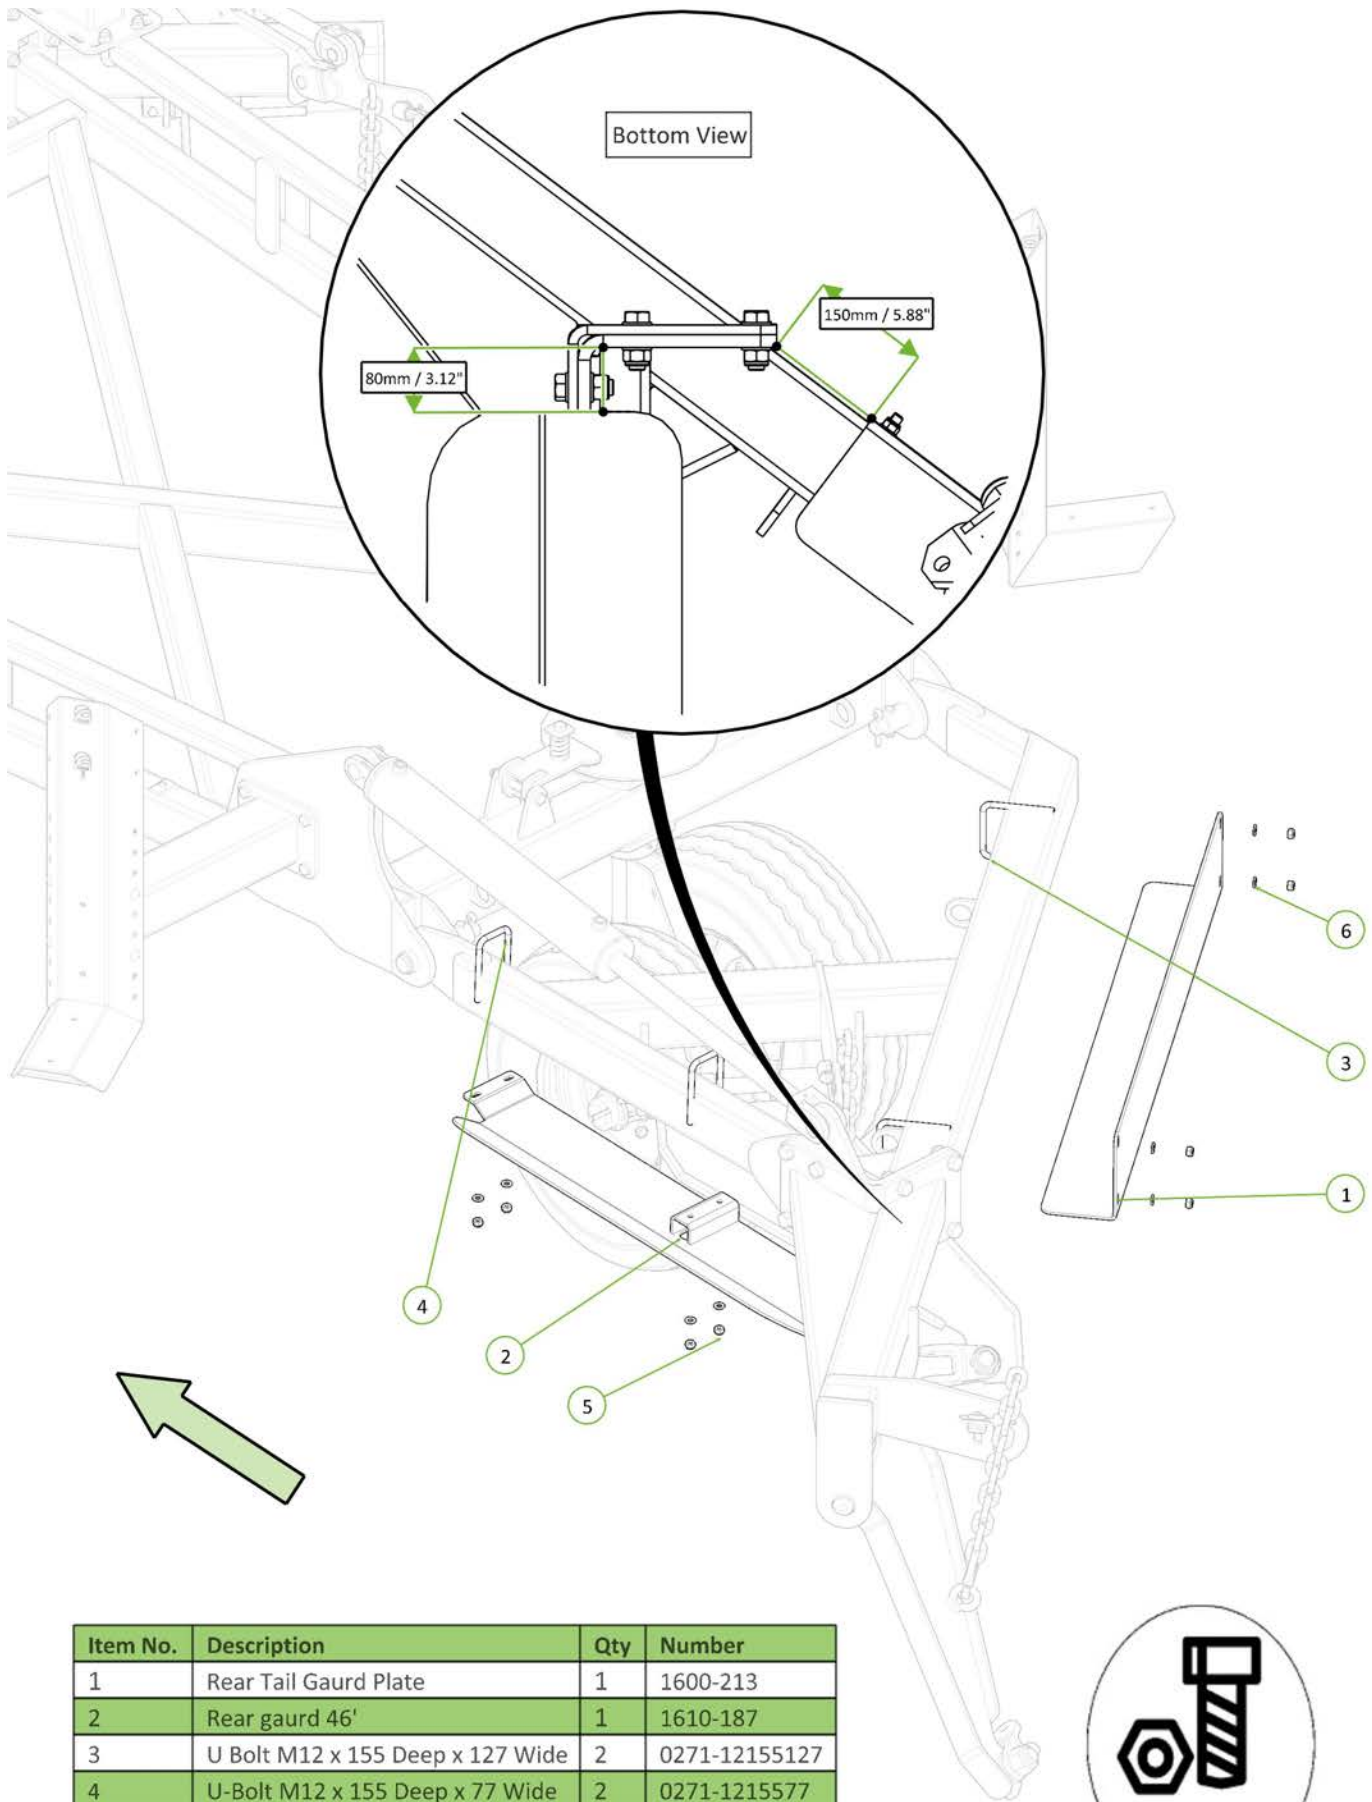 Bottom View
150mm / 5.88"
80mm / 3.12"
6
3
1
4
2
5
Item No. Description Qty Number
1 Rear Tail Gaurd Plate 1 1600-213
2 Rear gaurd 46' 1 1610-187
3 U Bolt M12 x 155 Deep x 127 Wide 2 0271-12155127
4 U-Bolt M12 x 155 Deep x 77 Wide 2 0271-1215577